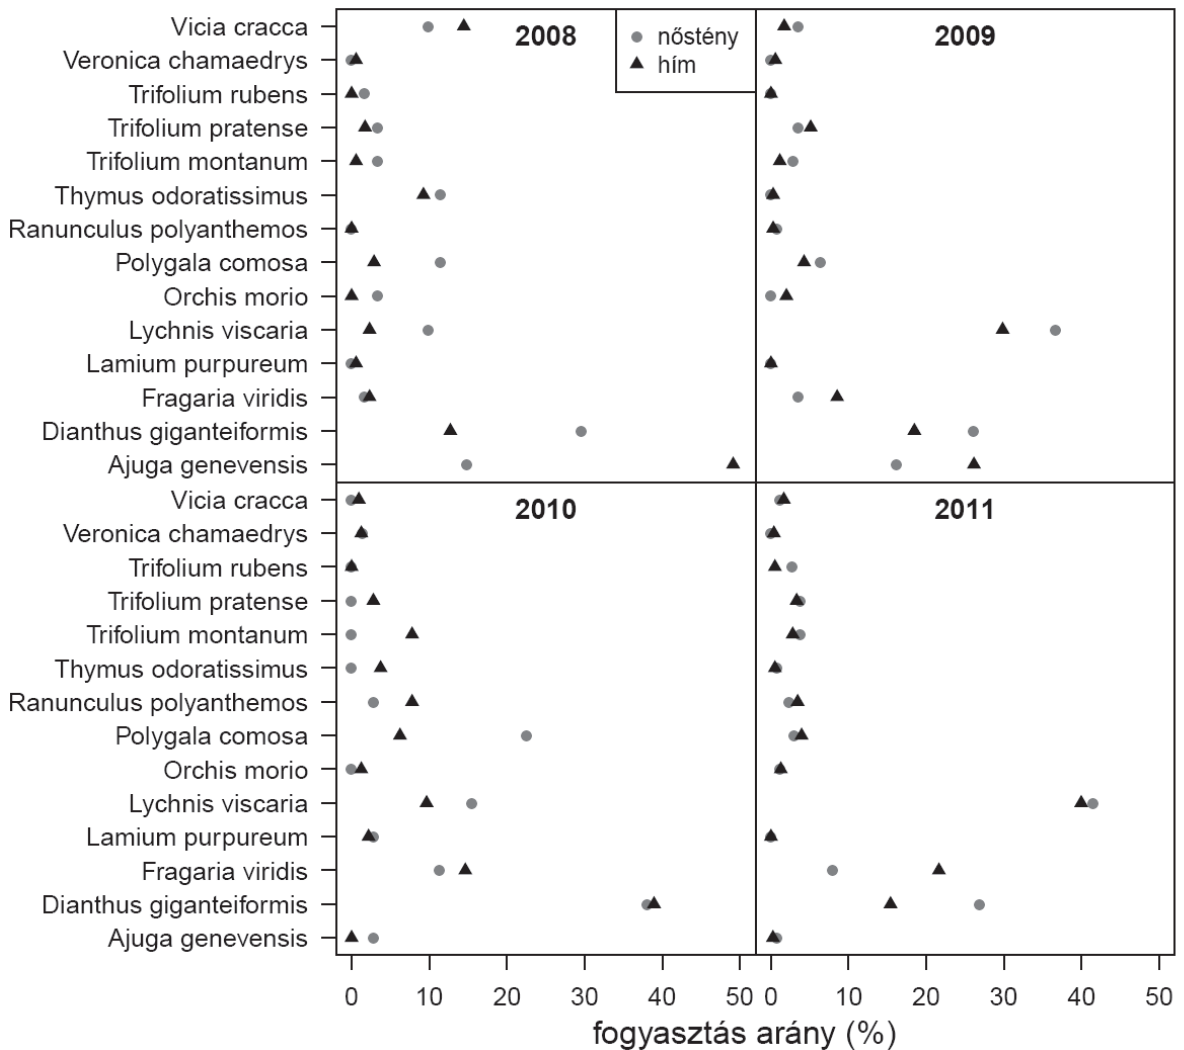 Vicia cracca
Veronica chamaedrys
Trifolium rubens
Trifolium pratense
Trifolium montanum
Thymus odoratissimus
Ranunculus polyanthemos
Polygala comosa
Orchis morio
Lychnis viscaria
Lamium purpureum
Fragaria viridis
Dianthus giganteiformis
Ajuga genevensis
2008
nőstény
hím
2009
Vicia cracca
Veronica chamaedrys
Trifolium rubens
Trifolium pratense
Trifolium montanum
Thymus odoratissimus
Ranunculus polyanthemos
Polygala comosa
Orchis morio
Lychnis viscaria
Lamium purpureum
Fragaria viridis
Dianthus giganteiformis
Ajuga genevensis
2010
2011
0 10 20 30 40 50 0 10 20 30 40 50
fogyasztás arány (%)